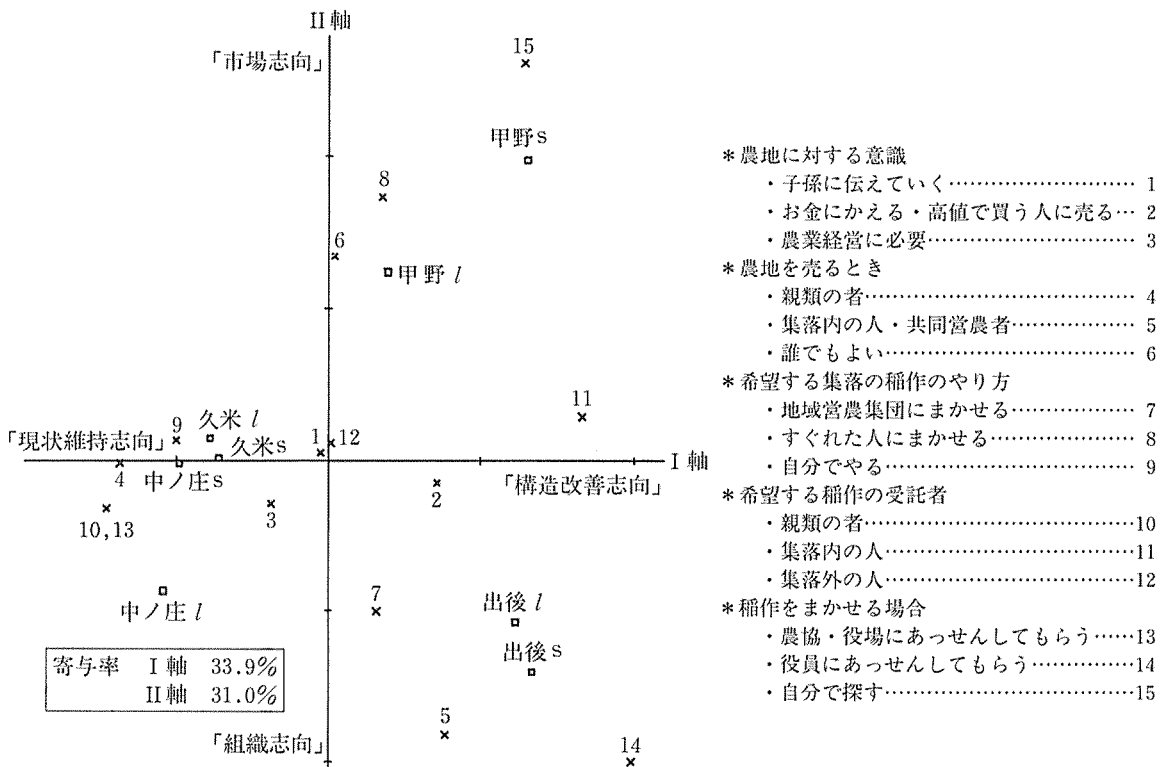 II軸
「市場志向」
15
甲野s
8
6
甲野l
11
9
久米l
「現状維持志向」
久米s
1
12
I軸
4
中ノ庄s
2
「構造改善志向」
3
10,13
中ノ庄l
7
出後l
出後s
寄与率 I軸 33.9%
II軸 31.0%
5
「組織志向」
14
*農地に対する意識
・子孫に伝えていく………………………1
・お金にかえる・高値で買う人に売る…2
・農業経営に必要…………………………3
*農地を売るとき
・親類の者…………………………………4
・集落内の人・共同営農者………………5
・誰でもよい………………………………6
*希望する集落の稲作のやり方
・地域営農集団にまかせる………………7
・すぐれた人にまかせる…………………8
・自分でやる………………………………9
*希望する稲作の受託者
・親類の者…………………………………10
・集落内の人………………………………11
・集落外の人………………………………12
*稲作をまかせる場合
・農協・役場にあっせんしてもらう……13
・役員にあっせんしてもらう……………14
・自分で探す………………………………15